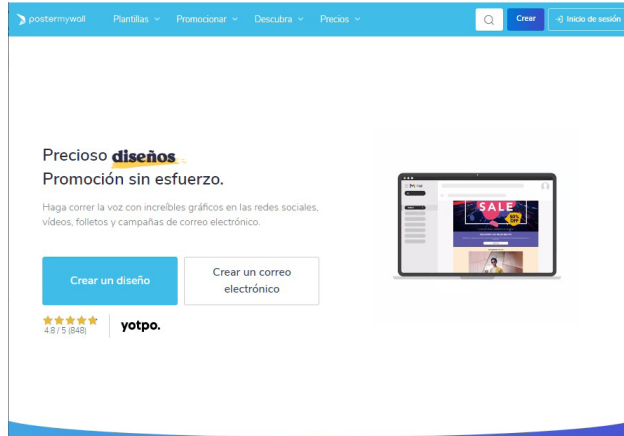 postermywall
Plantillas
Promocionar
Descubra
Precios
Crear
Inicio de sesión
Precioso diseños
Promoción sin esfuerzo.
Haga correr la voz con increíbles gráficos en las redes sociales,
vídeos, folletos y campañas de correo electrónico.
Crear un diseño
Crear un correo
electrónico
4.8 / 5 (848)
yotpo.
SALE
50%
OFF